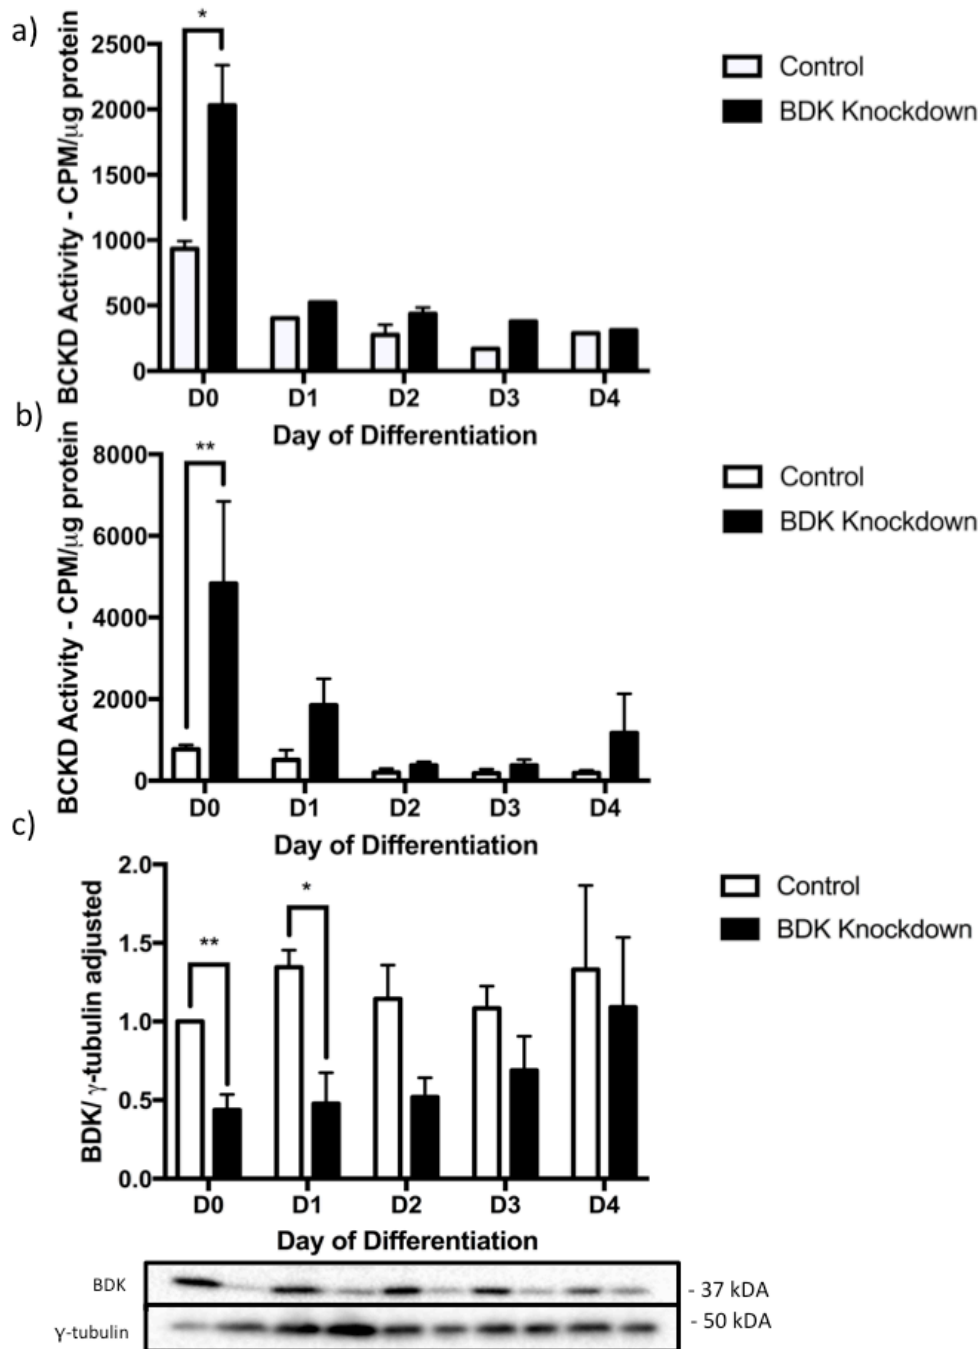 a)
*
2500
2000
1500
1000
500
0
BCKD Activity - CPM/μg protein
D0 D1 D2 D3 D4
Day of Differentiation
Control
BDK Knockdown
b)
**
8000
6000
4000
2000
0
BCKD Activity - CPM/μg protein
D0 D1 D2 D3 D4
Day of Differentiation
Control
BDK Knockdown
c)
** *
2.0
1.5
1.0
0.5
0.0
BDK/ γ-tubulin adjusted
D0 D1 D2 D3 D4
Day of Differentiation
Control
BDK Knockdown
BDK
- 37 kDA
γ-tubulin
- 50 kDA